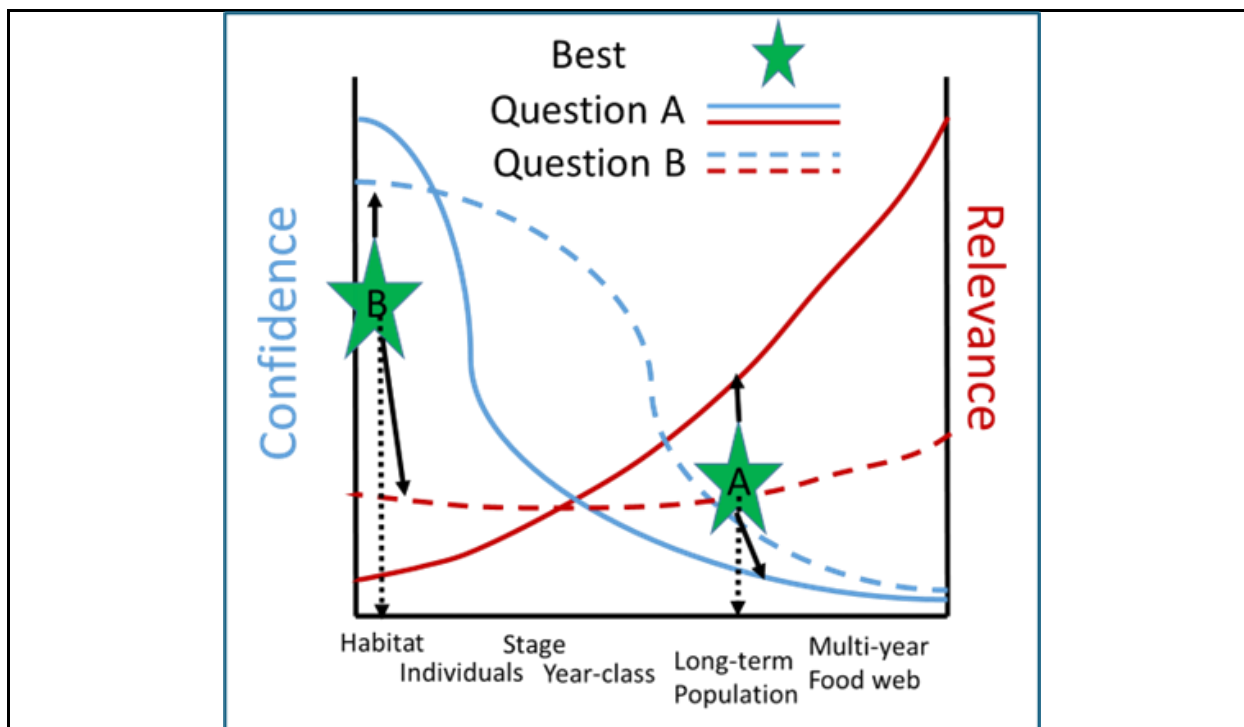 Best
Question A
Question B
Confidence
Relevance
B
A
Habitat
Individuals
Stage
Year-class
Long-term
Population
Multi-year
Food web